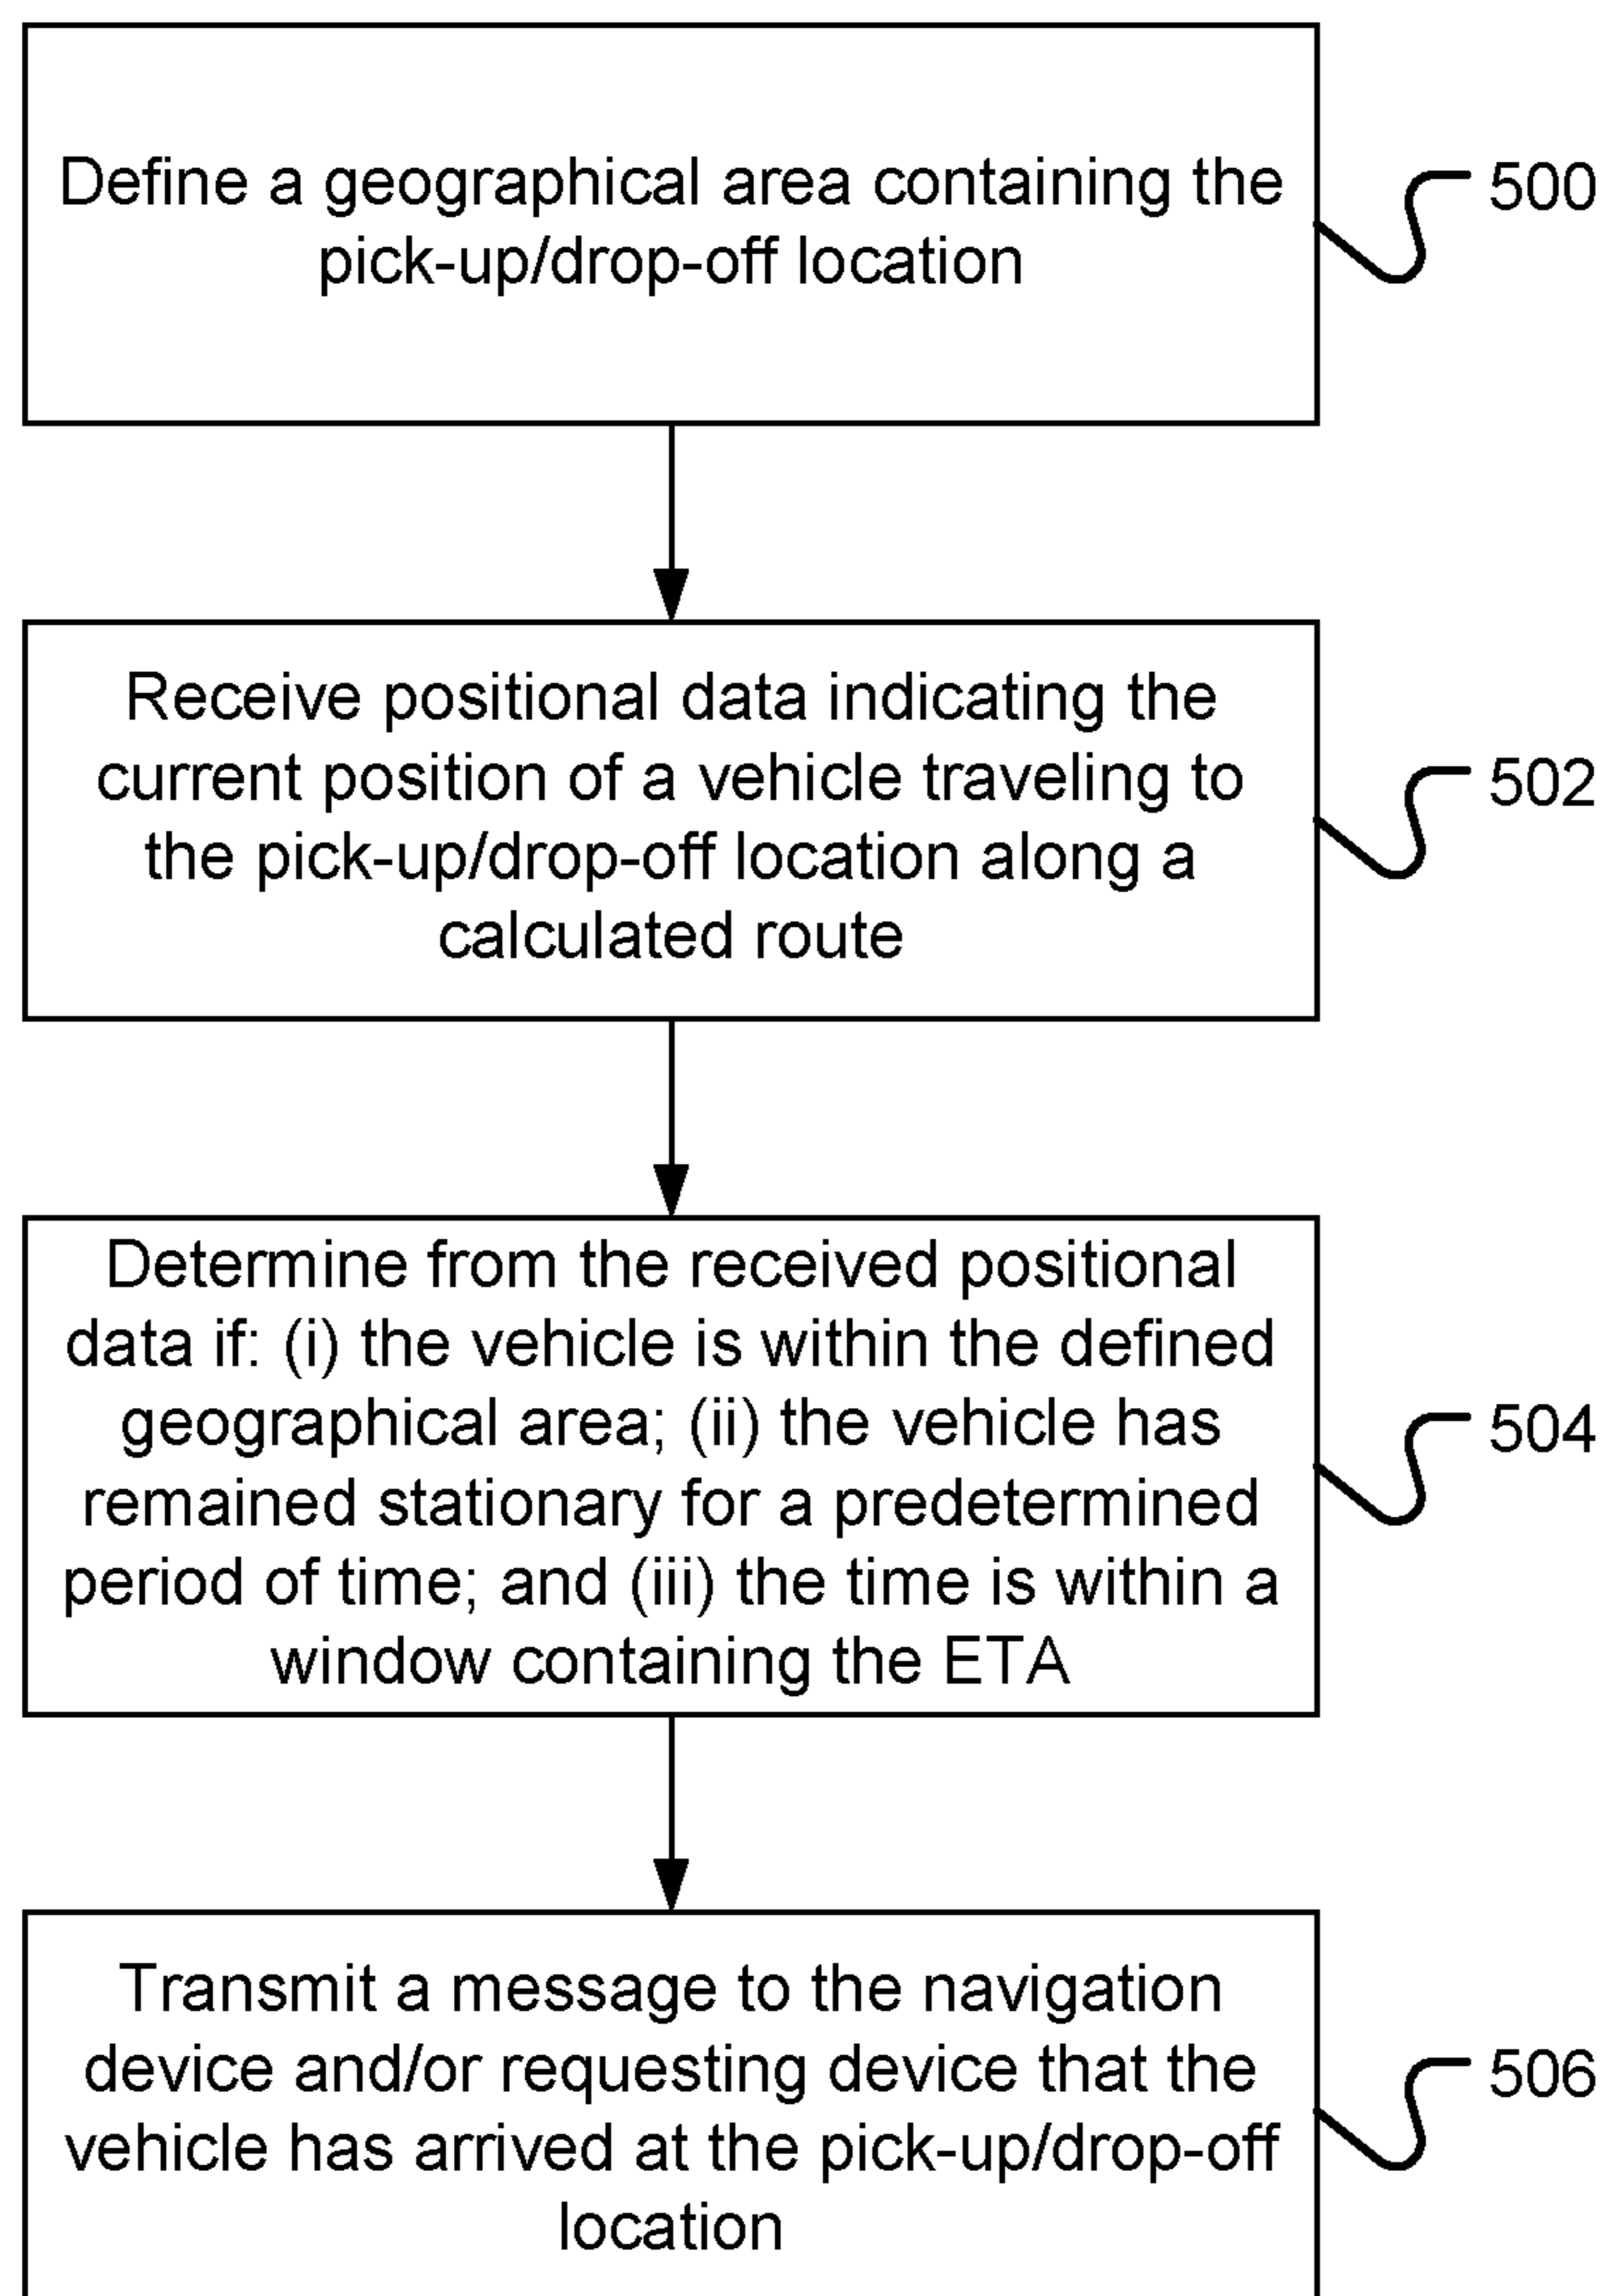 Define a geographical area containing the
pick-up/drop-off location
500
Receive positional data indicating the
current position of a vehicle traveling to
the pick-up/drop-off location along a
calculated route
502
Determine from the received positional
data if: (i) the vehicle is within the defined
geographical area; (ii) the vehicle has
remained stationary for a predetermined
period of time; and (iii) the time is within a
window containing the ETA
504
Transmit a message to the navigation
device and/or requesting device that the
vehicle has arrived at the pick-up/drop-off
location
506